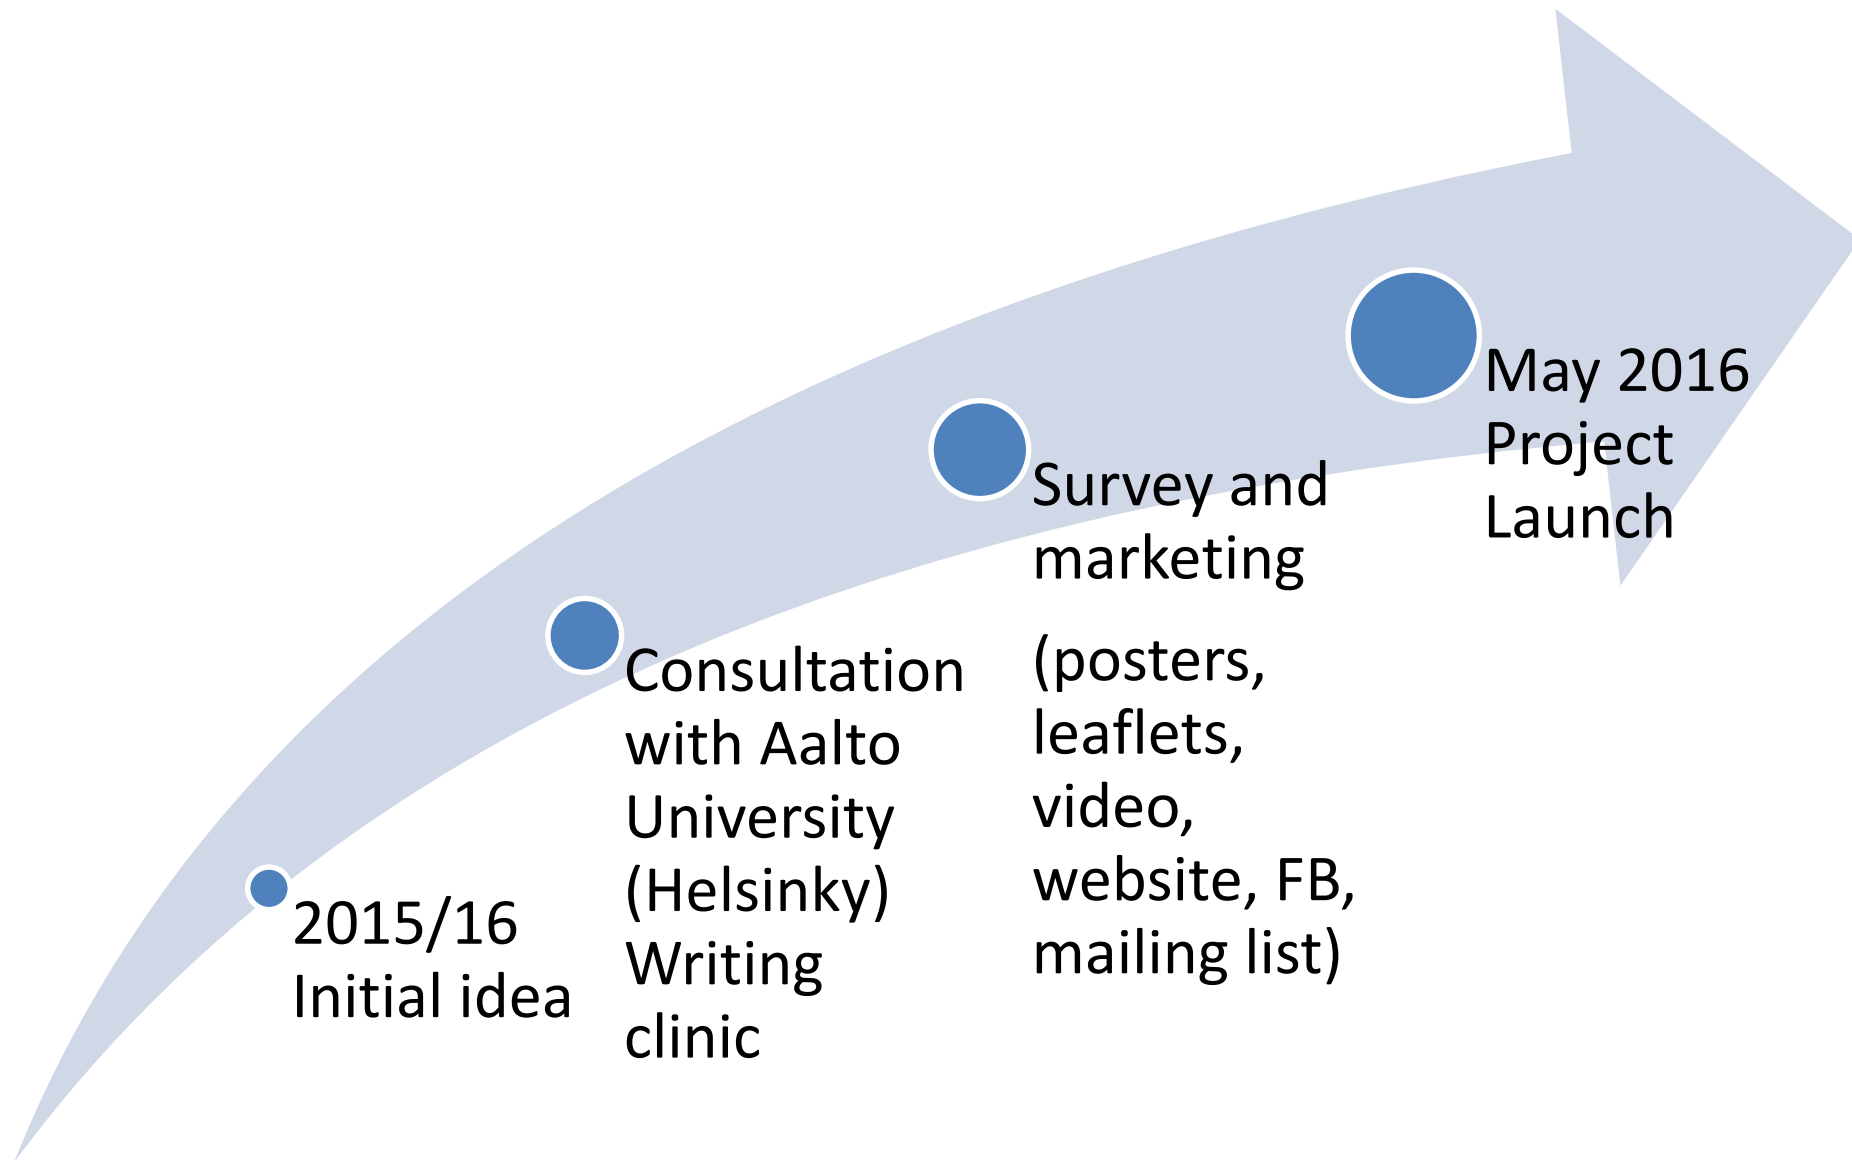 2015/16
Initial idea
Consultation
with Aalto
University
(Helsinky)
Writing
clinic
Survey and
marketing
(posters,
leaflets,
video,
website, FB,
mailing list)
May 2016
Project
Launch